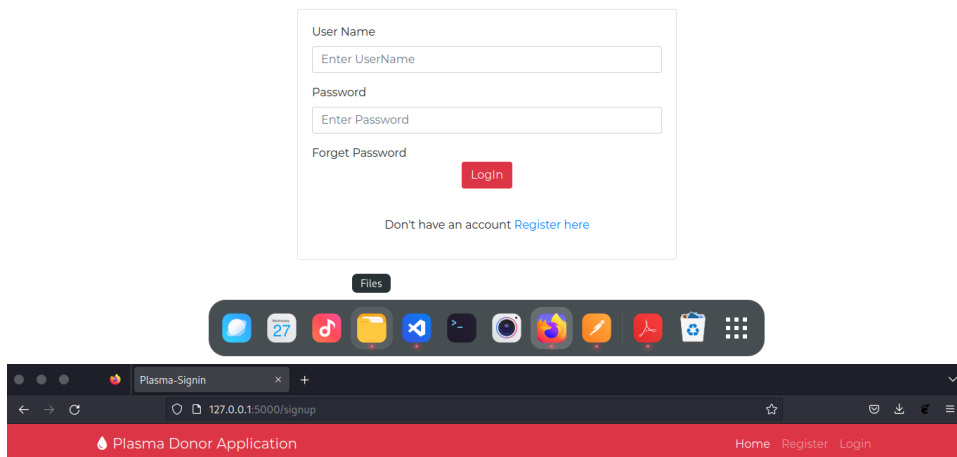 User Name
Enter UserName
Password
Enter Password
Forget Password
LogIn
Don't have an account Register here
Files
Wednesday
27
Plasma-Signin
127.0.0.1:5000/signup
Plasma Donor Application
Home Register Login